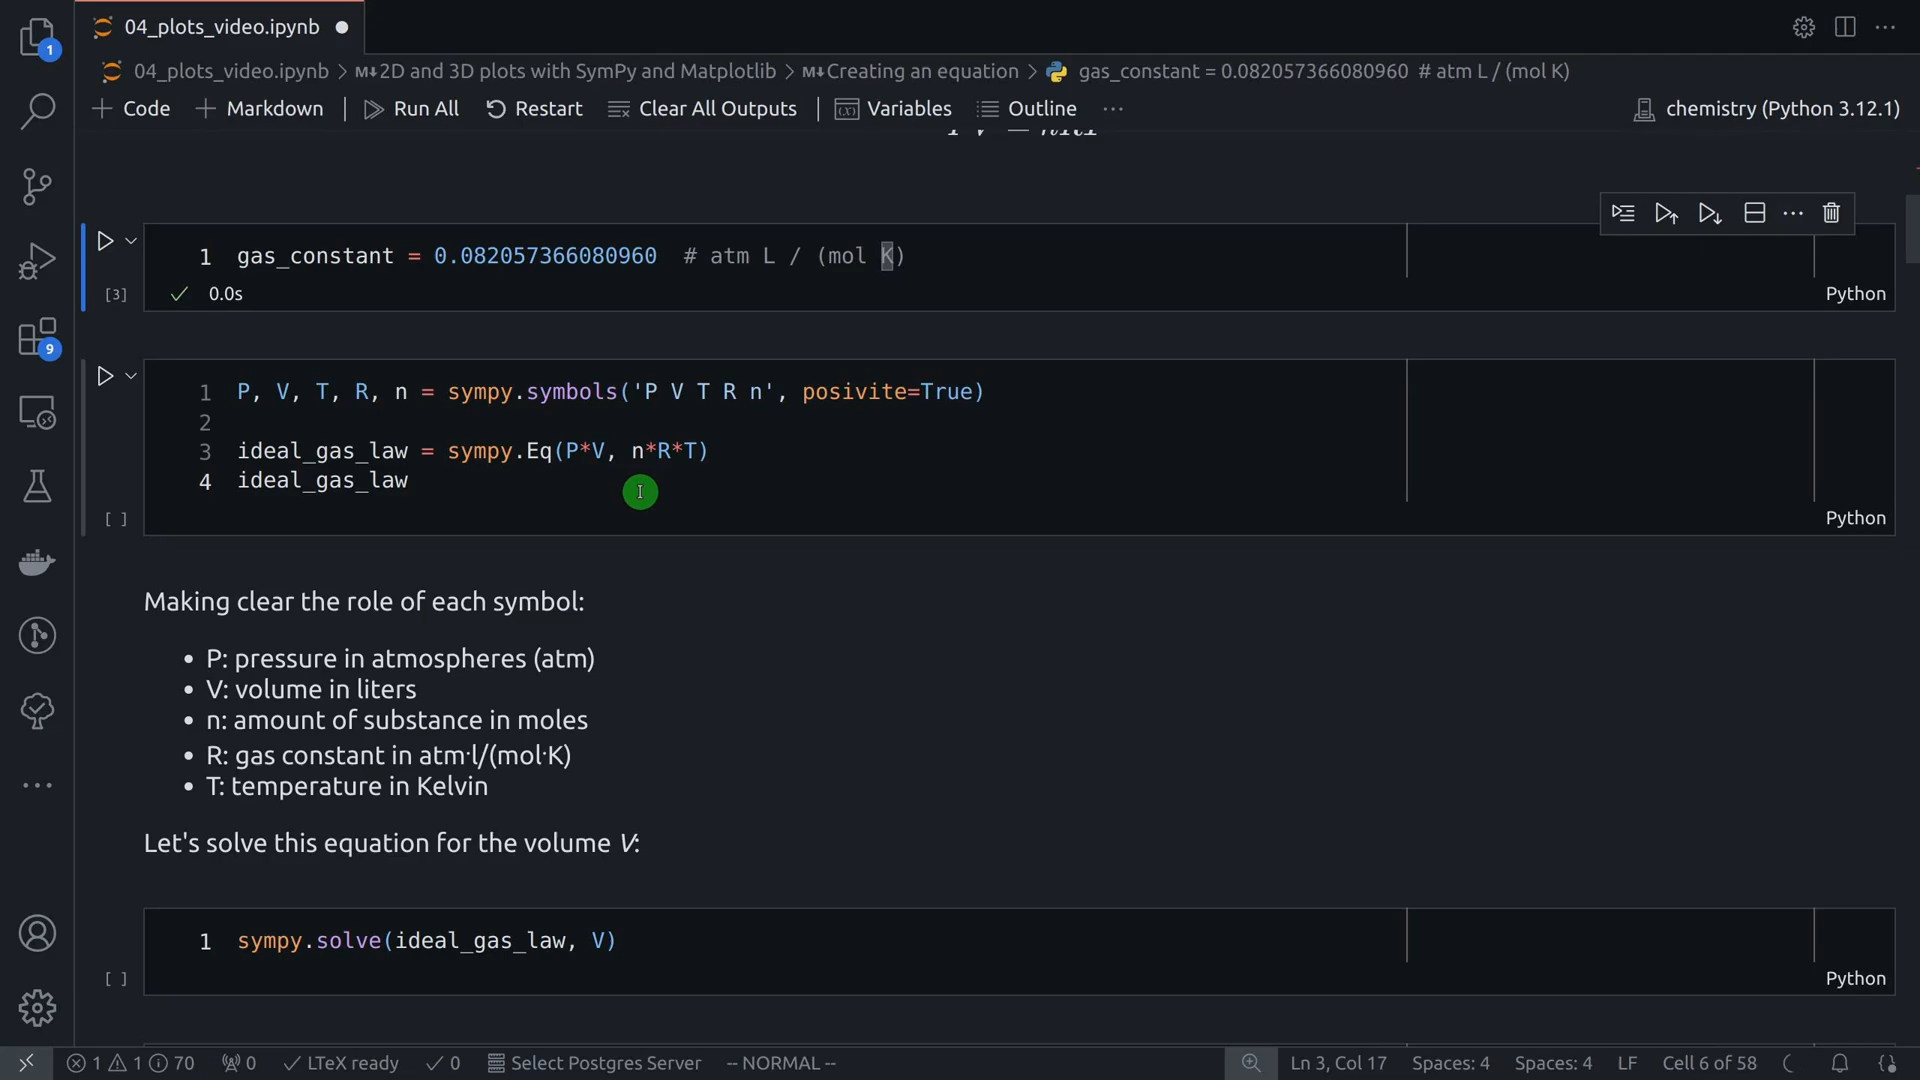 04_plots_video.ipynb
04_plots_video.ipynb > M↓2D and 3D plots with SymPy and Matplotlib > M↓Creating an equation > gas_constant = 0.082057366080960 # atm L / (mol K)
+ Code + Markdown | Run All Restart Clear All Outputs | Variables Outline ··· chemistry (Python 3.12.1)
1
1 gas_constant = 0.082057366080960 # atm L / (mol K)
[3] ✓ 0.0s Python
9
1 P, V, T, R, n = sympy.symbols('P V T R n', posivite=True)
2
3 ideal_gas_law = sympy.Eq(P*V, n*R*T)
4 ideal_gas_law
[ ] Python
Making clear the role of each symbol:
• P: pressure in atmospheres (atm)
• V: volume in liters
• n: amount of substance in moles
• R: gas constant in atm·l/(mol·K)
• T: temperature in Kelvin
Let's solve this equation for the volume V:
1 sympy.solve(ideal_gas_law, V)
[ ] Python
1 1 70 0 ✓ LTeX ready ✓ 0 Select Postgres Server -- NORMAL -- Ln 3, Col 17 Spaces: 4 Spaces: 4 LF Cell 6 of 58